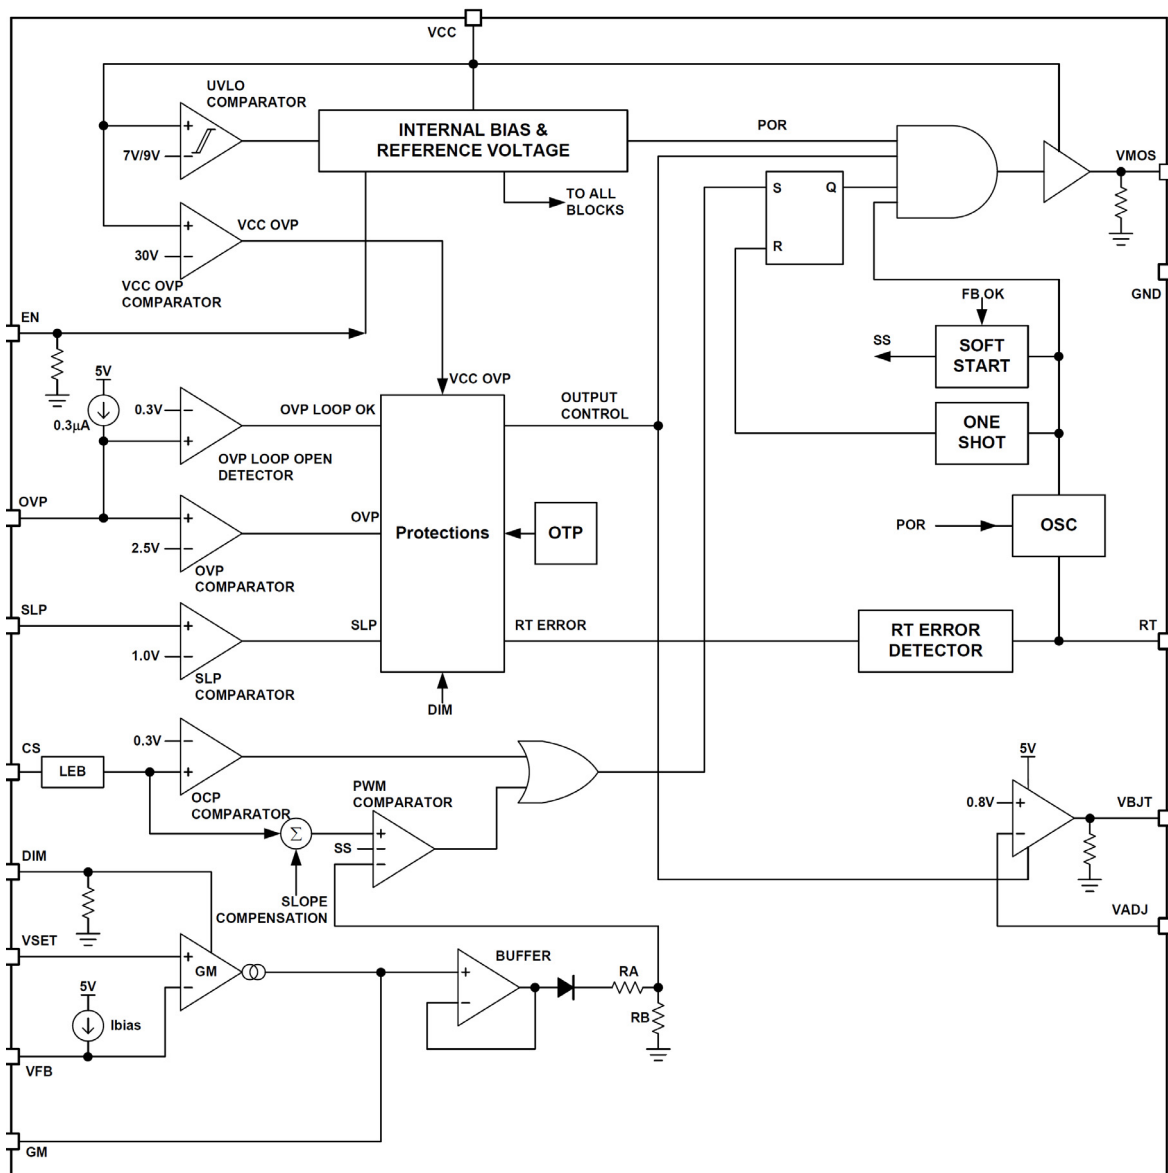 VCC
UVLO
COMPARATOR
+
7V/9V
−
INTERNAL BIAS &
REFERENCE VOLTAGE
POR
VMOS
TO ALL
BLOCKS
S
Q
R
+
VCC OVP
30V
−
VCC OVP
COMPARATOR
GND
EN
FB OK
SS
SOFT
START
5V
0.3µA
0.3V
−
+
OVP LOOP OK
OVP LOOP OPEN
DETECTOR
VCC OVP
OUTPUT
CONTROL
ONE
SHOT
OVP
+
2.5V
−
OVP
OVP
COMPARATOR
Protections
OTP
POR
OSC
SLP
+
1.0V
−
SLP
SLP
COMPARATOR
RT ERROR
RT ERROR
DETECTOR
RT
DIM
CS
LEB
0.3V
−
+
OCP
COMPARATOR
Σ
SLOPE
COMPENSATION
PWM
COMPARATOR
+
SS
−
−
5V
0.8V
+
−
VBJT
VADJ
DIM
VSET
+
GM
−
5V
Ibias
VFB
BUFFER
+
−
RA
RB
GM